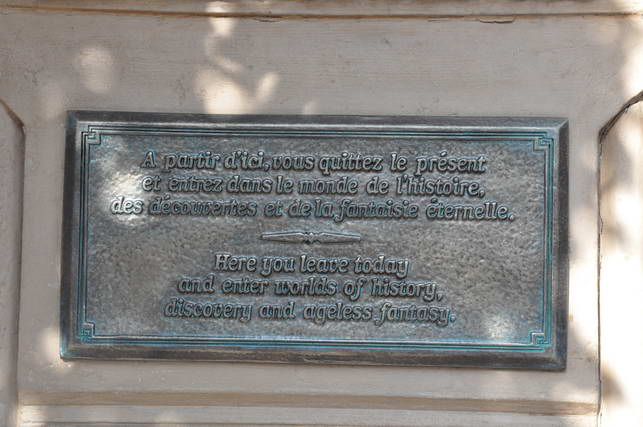 A partir d'ici, vous quittez le présent
et entrez dans le monde de l'histoire,
des découvertes et de la fantaisie éternelle.
Here you leave today
and enter worlds of history,
discovery and ageless fantasy.